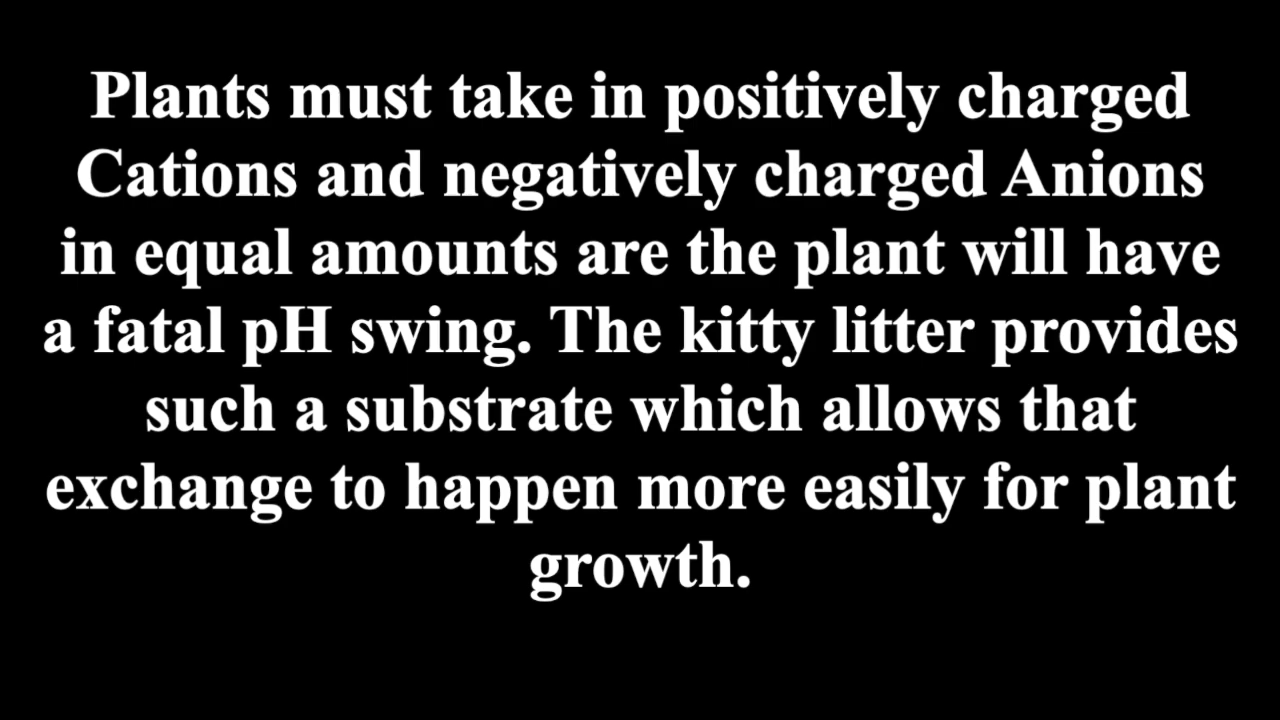 Plants must take in positively charged
Cations and negatively charged Anions
in equal amounts are the plant will have
a fatal pH swing. The kitty litter provides
such a substrate which allows that
exchange to happen more easily for plant
growth.